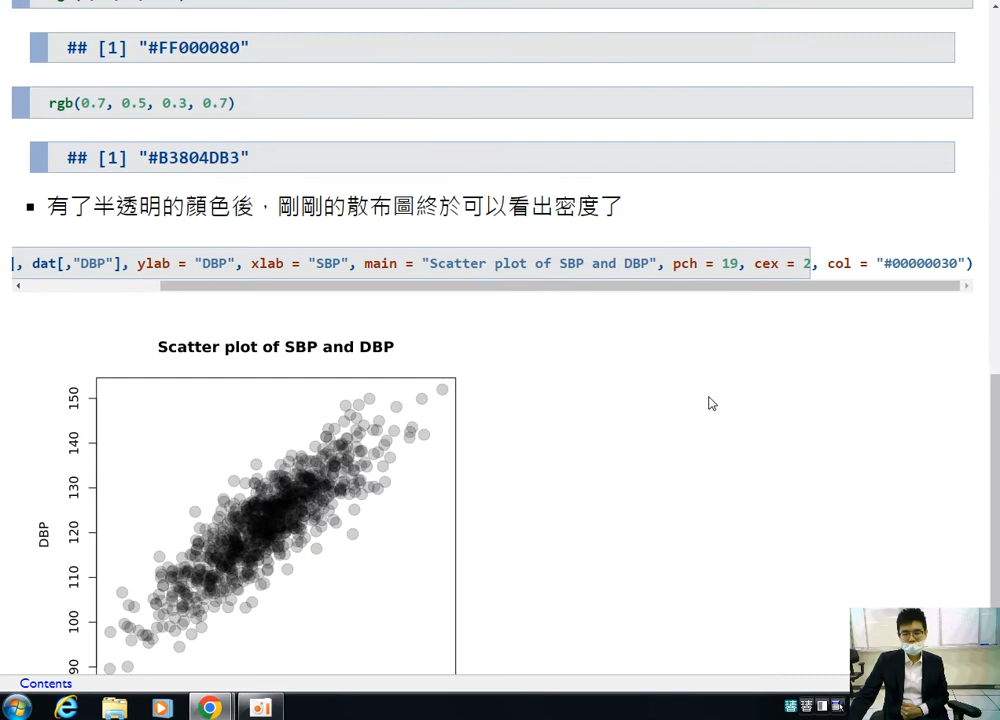 ## [1] "#FF000080"
rgb(0.7, 0.5, 0.3, 0.7)
## [1] "#B3804DB3"
▪ 有了半透明的顏色後，剛剛的散布圖終於可以看出密度了
], dat[,"DBP"], ylab = "DBP", xlab = "SBP", main = "Scatter plot of SBP and DBP", pch = 19, cex = 2, col = "#00000030")
Scatter plot of SBP and DBP
150
140
130
120
110
100
90
DBP
Contents